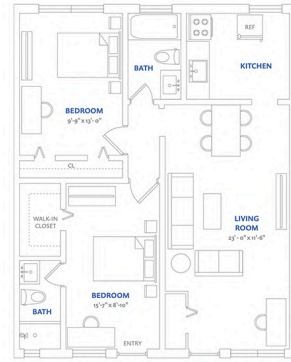 REF
BATH
KITCHEN
BEDROOM
9'-9" x 13'-0"
CL
WALK-IN
CLOSET
LIVING
ROOM
23'-0" x 11'-6"
BEDROOM
15'-7" x 8'-10"
BATH
ENTRY